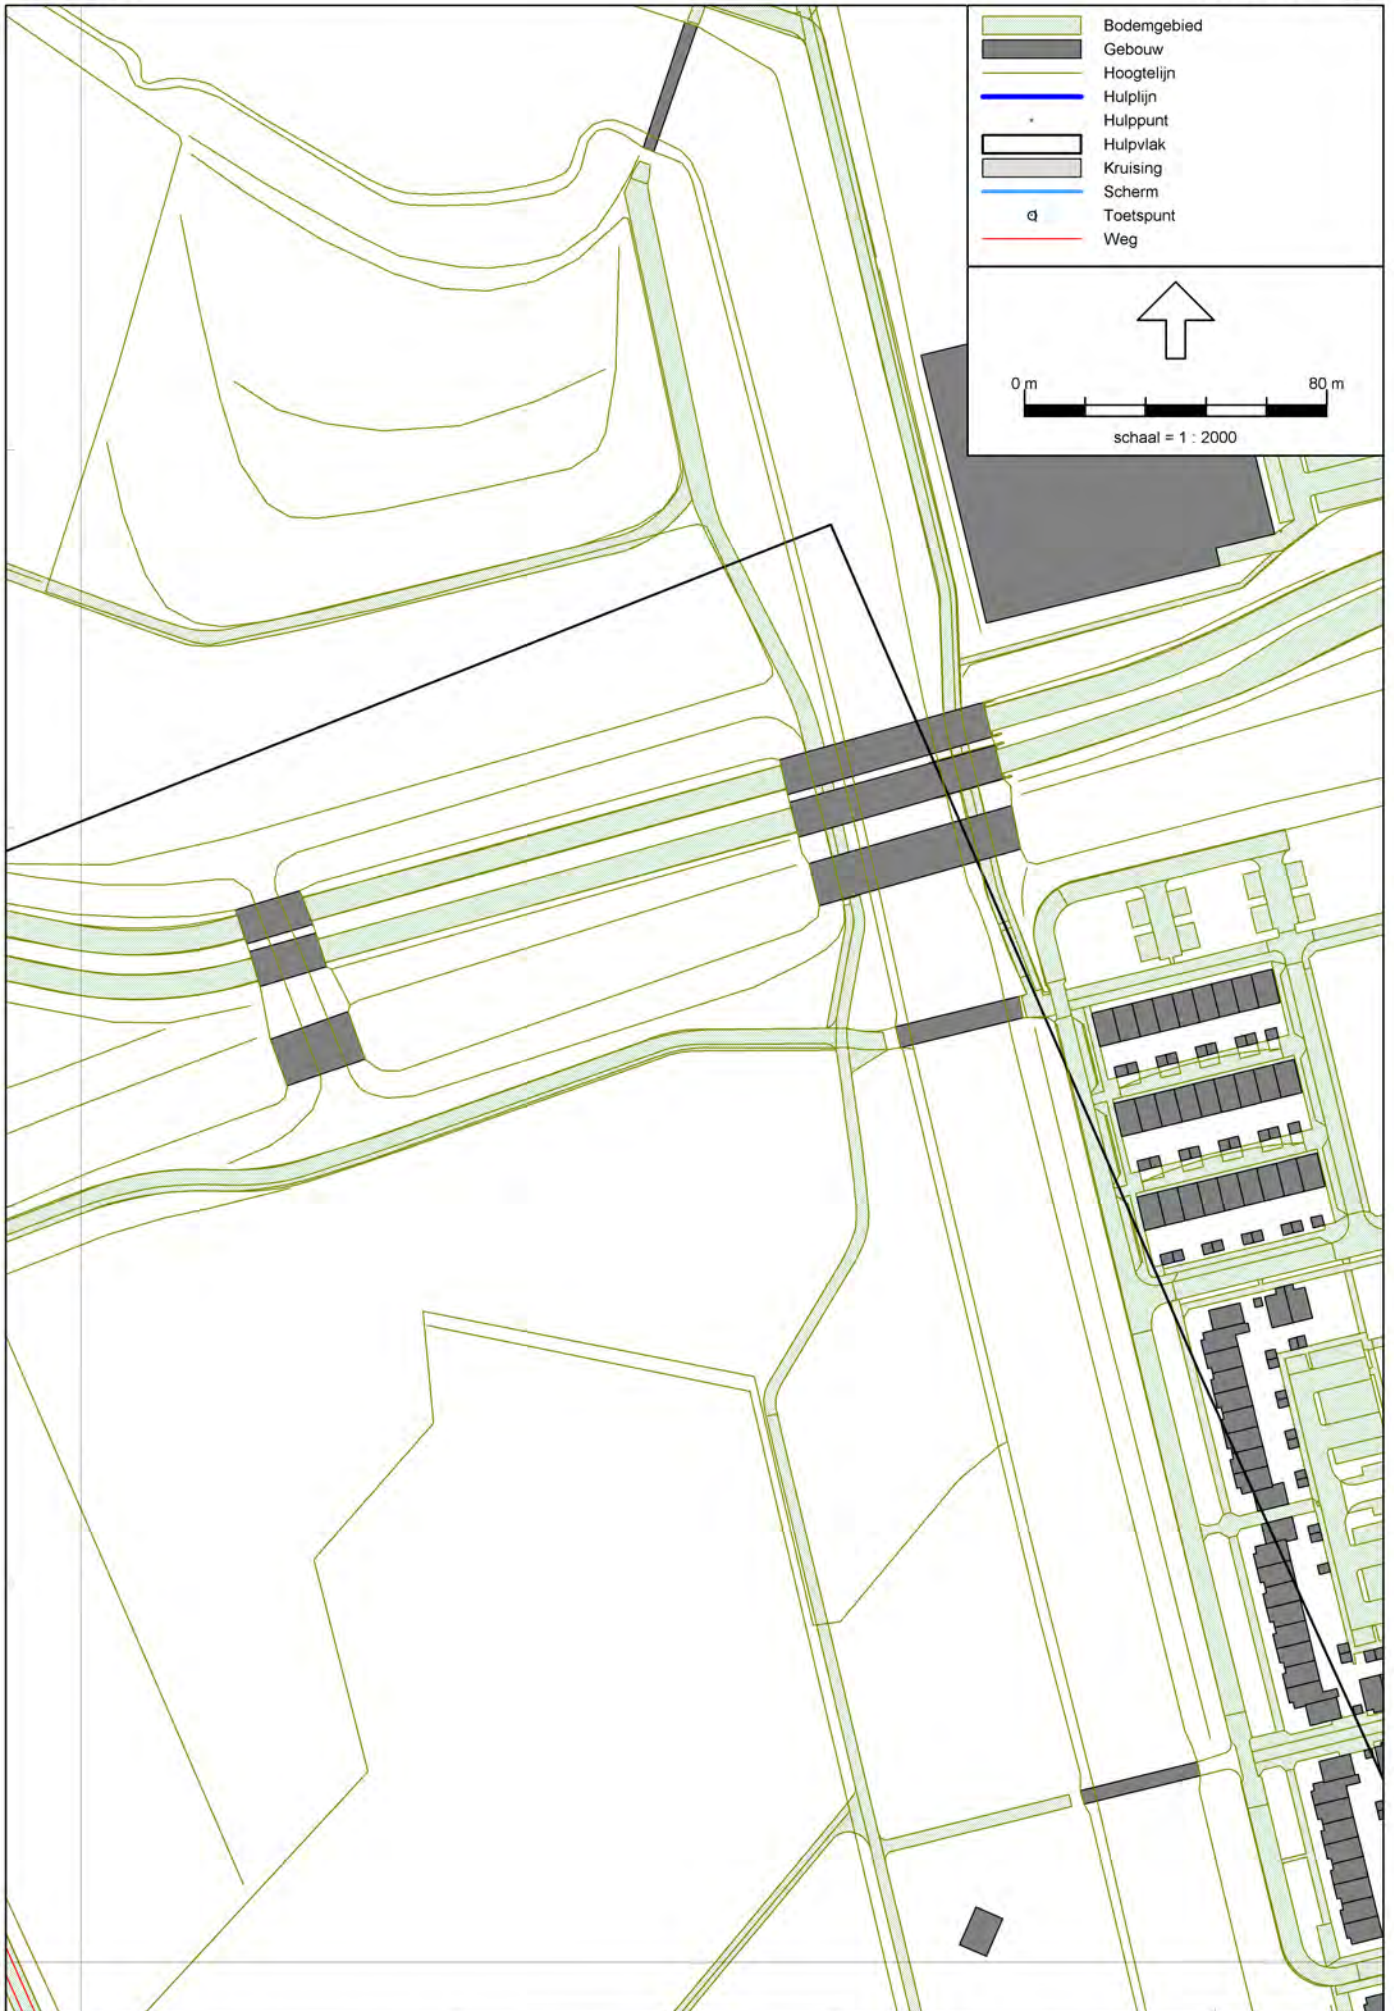 Bodemgebied
Gebouw
Hoogtelijn
Hulplijn
Hulppunt
Hulpvlak
Kruising
Scherm
Toetspunt
Weg
0 m 80 m
schaal = 1 : 2000